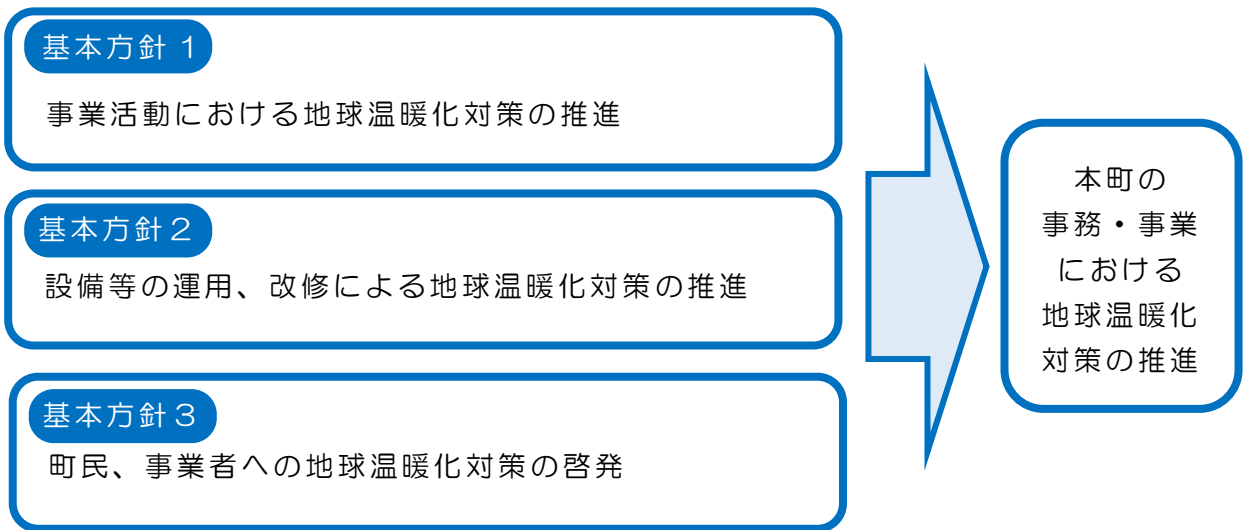 基本方針１
事業活動における地球温暖化対策の推進
基本方針２
設備等の運用、改修による地球温暖化対策の推進
基本方針３
町民、事業者への地球温暖化対策の啓発
本町の
事務・事業
における
地球温暖化
対策の推進